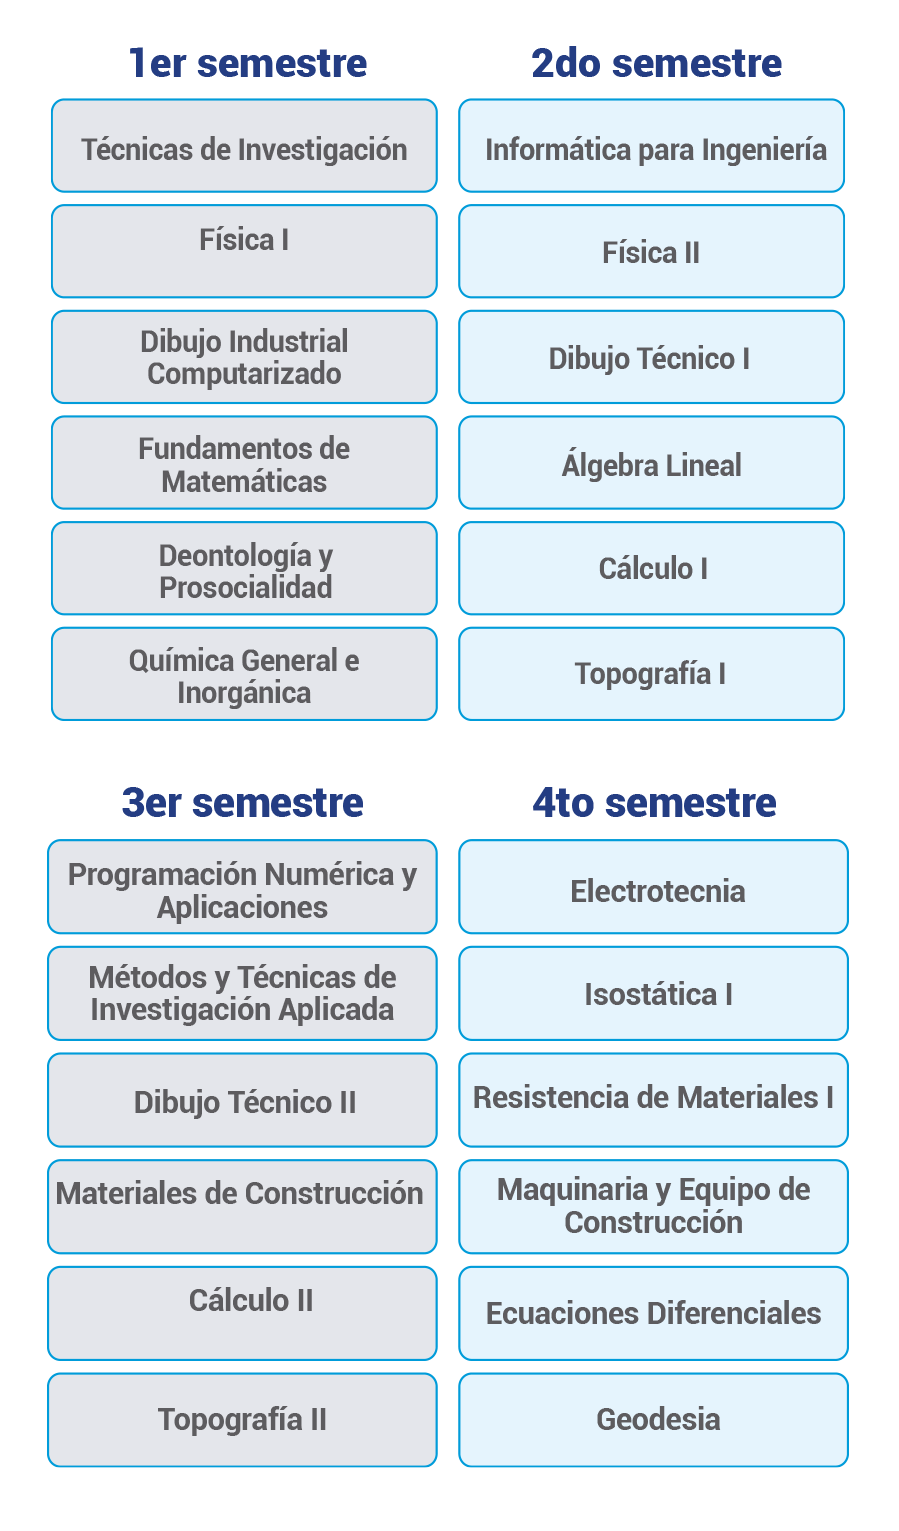 1er semestre
Técnicas de Investigación
Física I
Dibujo Industrial
Computarizado
Fundamentos de
Matemáticas
Deontología y
Prosocialidad
Química General e
Inorgánica
2do semestre
Informática para Ingeniería
Física II
Dibujo Técnico I
Álgebra Lineal
Cálculo I
Topografía I
3er semestre
Programación Numérica y
Aplicaciones
Métodos y Técnicas de
Investigación Aplicada
Dibujo Técnico II
Materiales de Construcción
Cálculo II
Topografía II
4to semestre
Electrotecnia
Isostática I
Resistencia de Materiales I
Maquinaria y Equipo de
Construcción
Ecuaciones Diferenciales
Geodesia